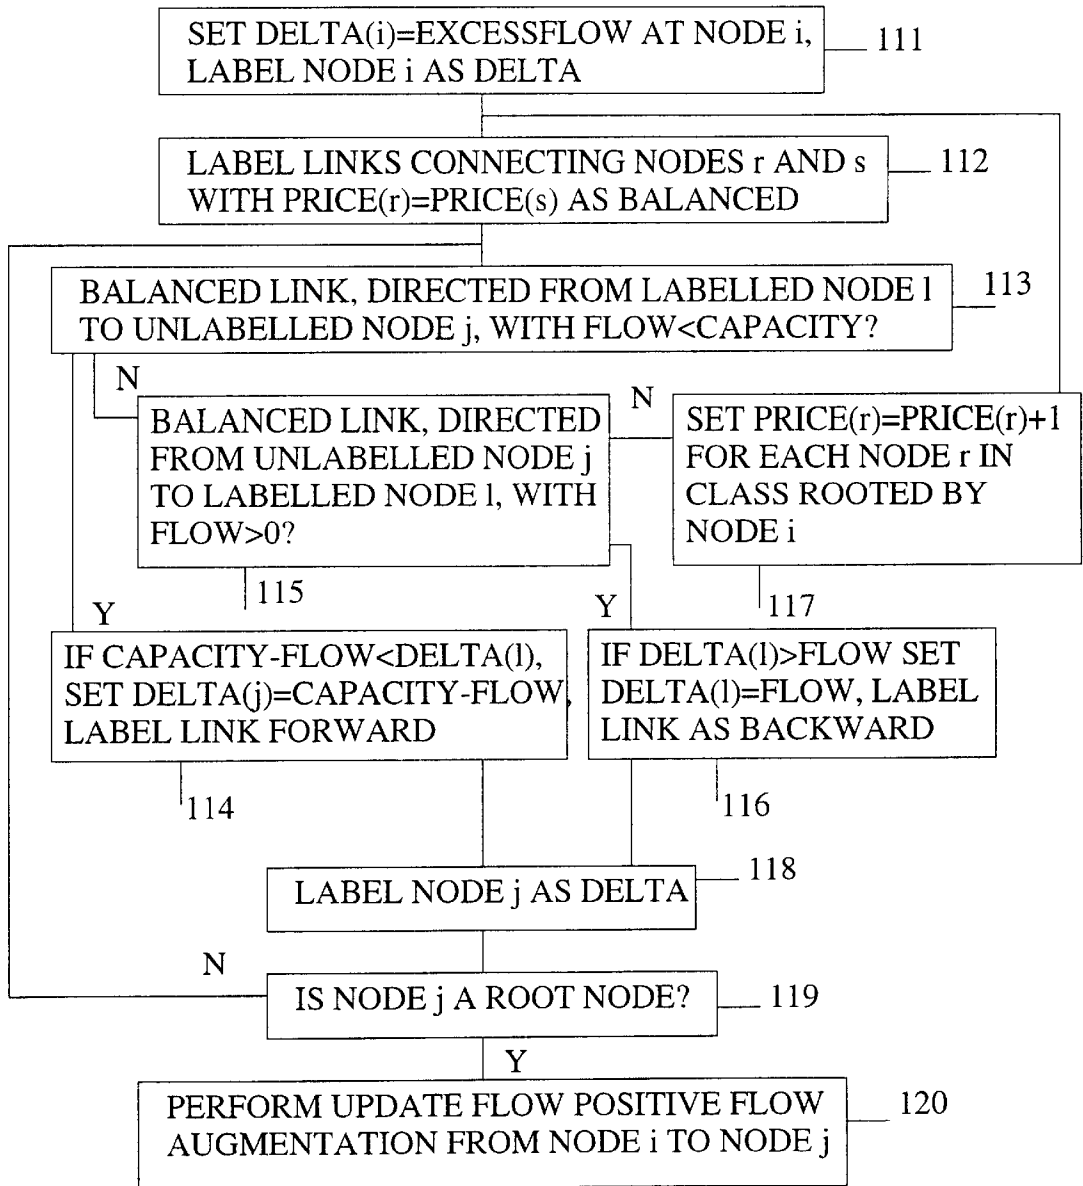 SET DELTA(i)=EXCESSFLOW AT NODE i,
LABEL NODE i AS DELTA
111
LABEL LINKS CONNECTING NODES r AND s
WITH PRICE(r)=PRICE(s) AS BALANCED
112
BALANCED LINK, DIRECTED FROM LABELLED NODE l
TO UNLABELLED NODE j, WITH FLOW<CAPACITY?
113
N
BALANCED LINK, DIRECTED
FROM UNLABELLED NODE j
TO LABELLED NODE l, WITH
FLOW>0?
115
N
SET PRICE(r)=PRICE(r)+1
FOR EACH NODE r IN
CLASS ROOTED BY
NODE i
117
Y
IF CAPACITY-FLOW<DELTA(l),
SET DELTA(j)=CAPACITY-FLOW,
LABEL LINK FORWARD
114
Y
IF DELTA(l)>FLOW SET
DELTA(l)=FLOW, LABEL
LINK AS BACKWARD
116
LABEL NODE j AS DELTA
118
N
IS NODE j A ROOT NODE?
119
Y
PERFORM UPDATE FLOW POSITIVE FLOW
AUGMENTATION FROM NODE i TO NODE j
120